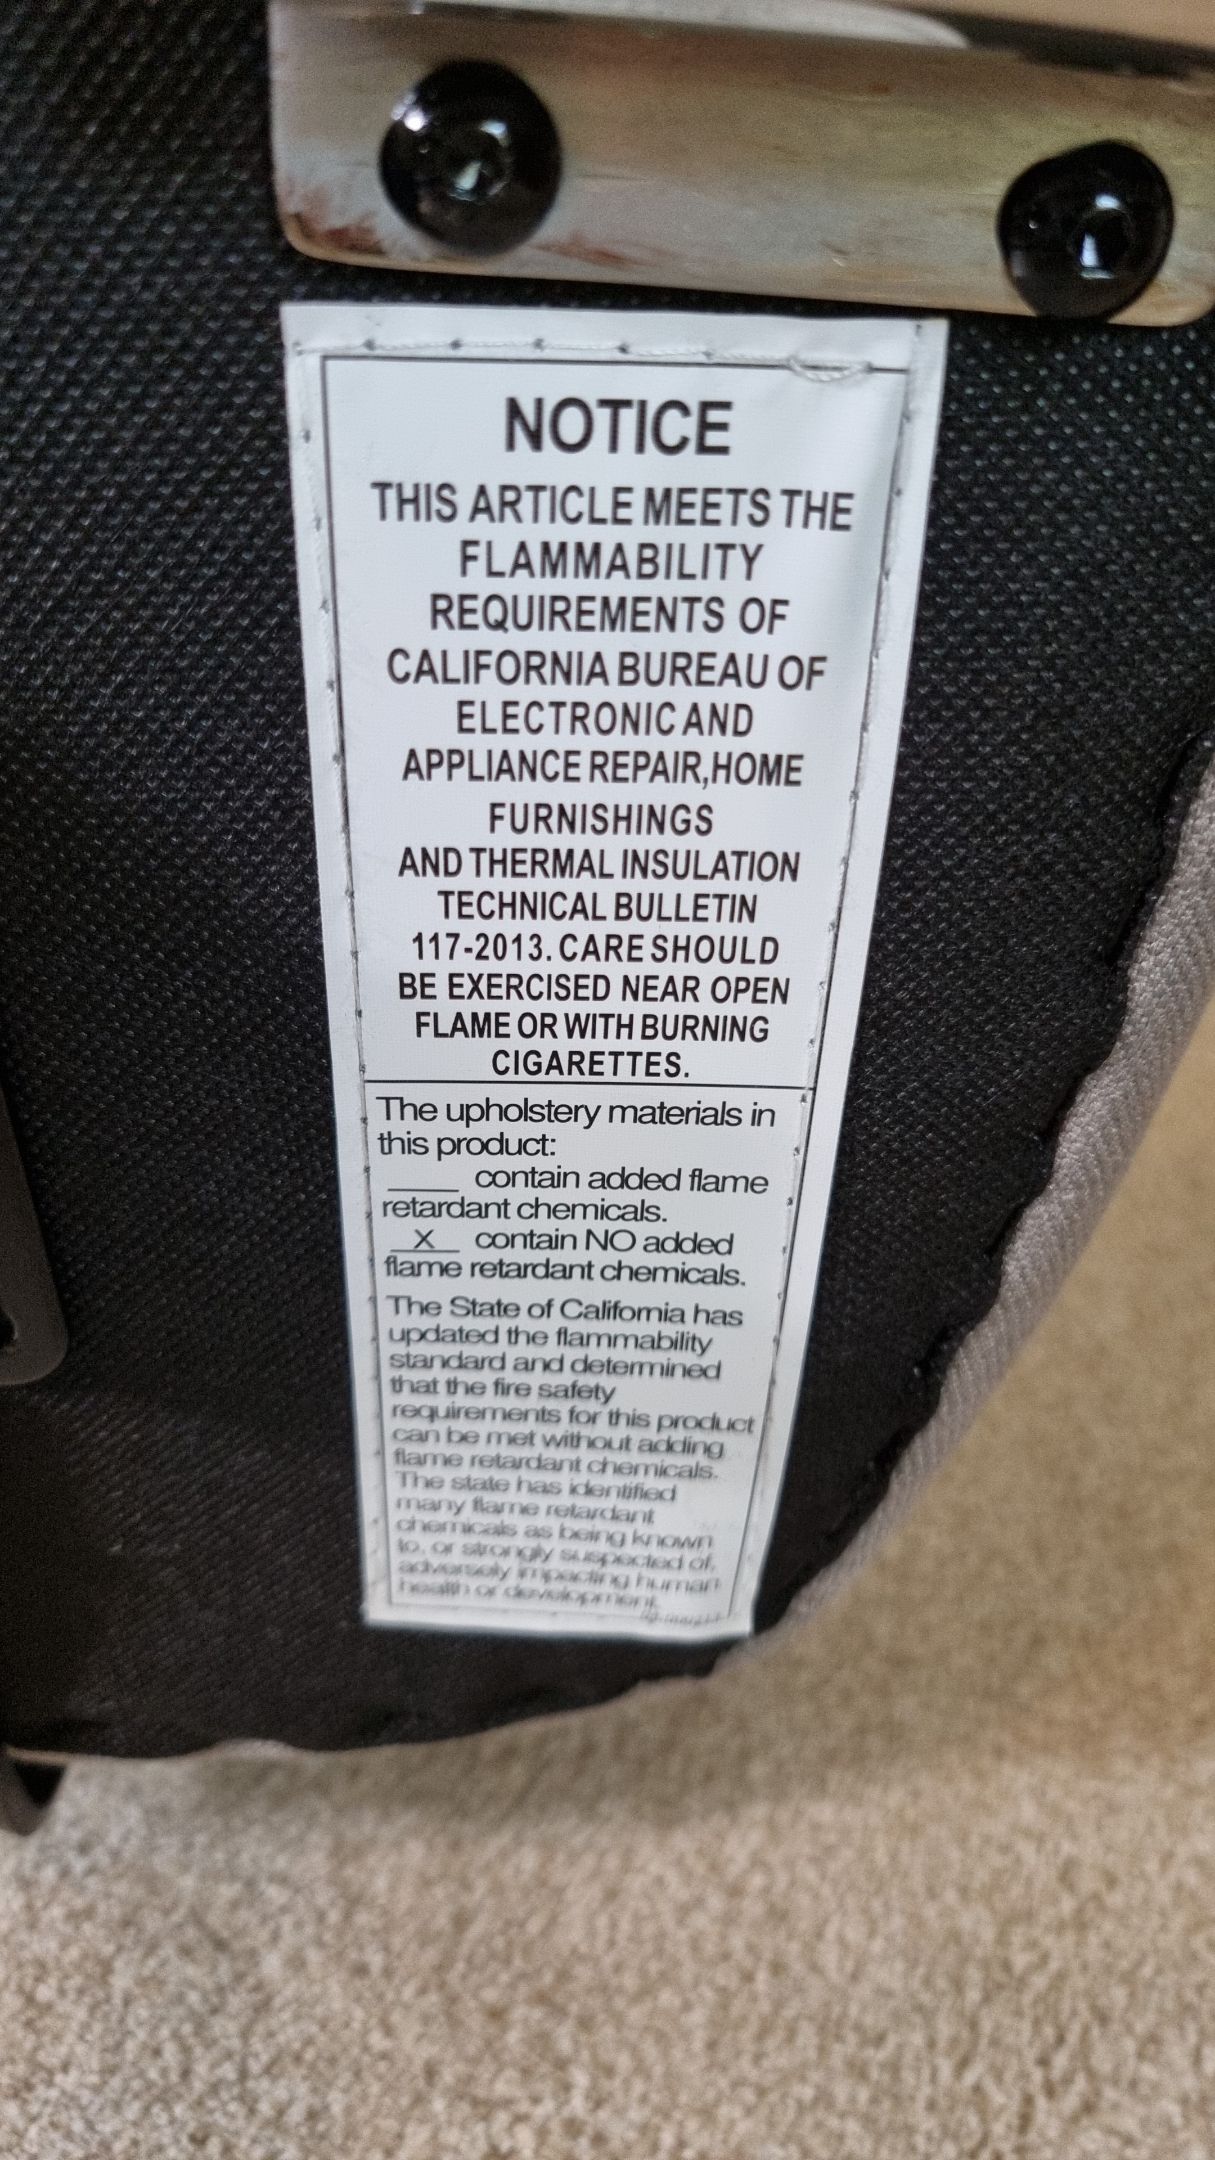 NOTICE
THIS ARTICLE MEETS THE
FLAMMABILITY
REQUIREMENTS OF
CALIFORNIA BUREAU OF
ELECTRONIC AND
APPLIANCE REPAIR,HOME
FURNISHINGS
AND THERMAL INSULATION
TECHNICAL BULLETIN
117-2013. CARE SHOULD
BE EXERCISED NEAR OPEN
FLAME OR WITH BURNING
CIGARETTES.
The upholstery materials in
this product:
____ contain added flame
retardant chemicals.
__X__ contain NO added
flame retardant chemicals.
The State of California has
updated the flammability
standard and determined
that the fire safety
requirements for this product
can be met without adding
flame retardant chemicals.
The state has identified
many flame retardant
chemicals as being known
to, or strongly suspected of,
adversely impacting human
health or development.